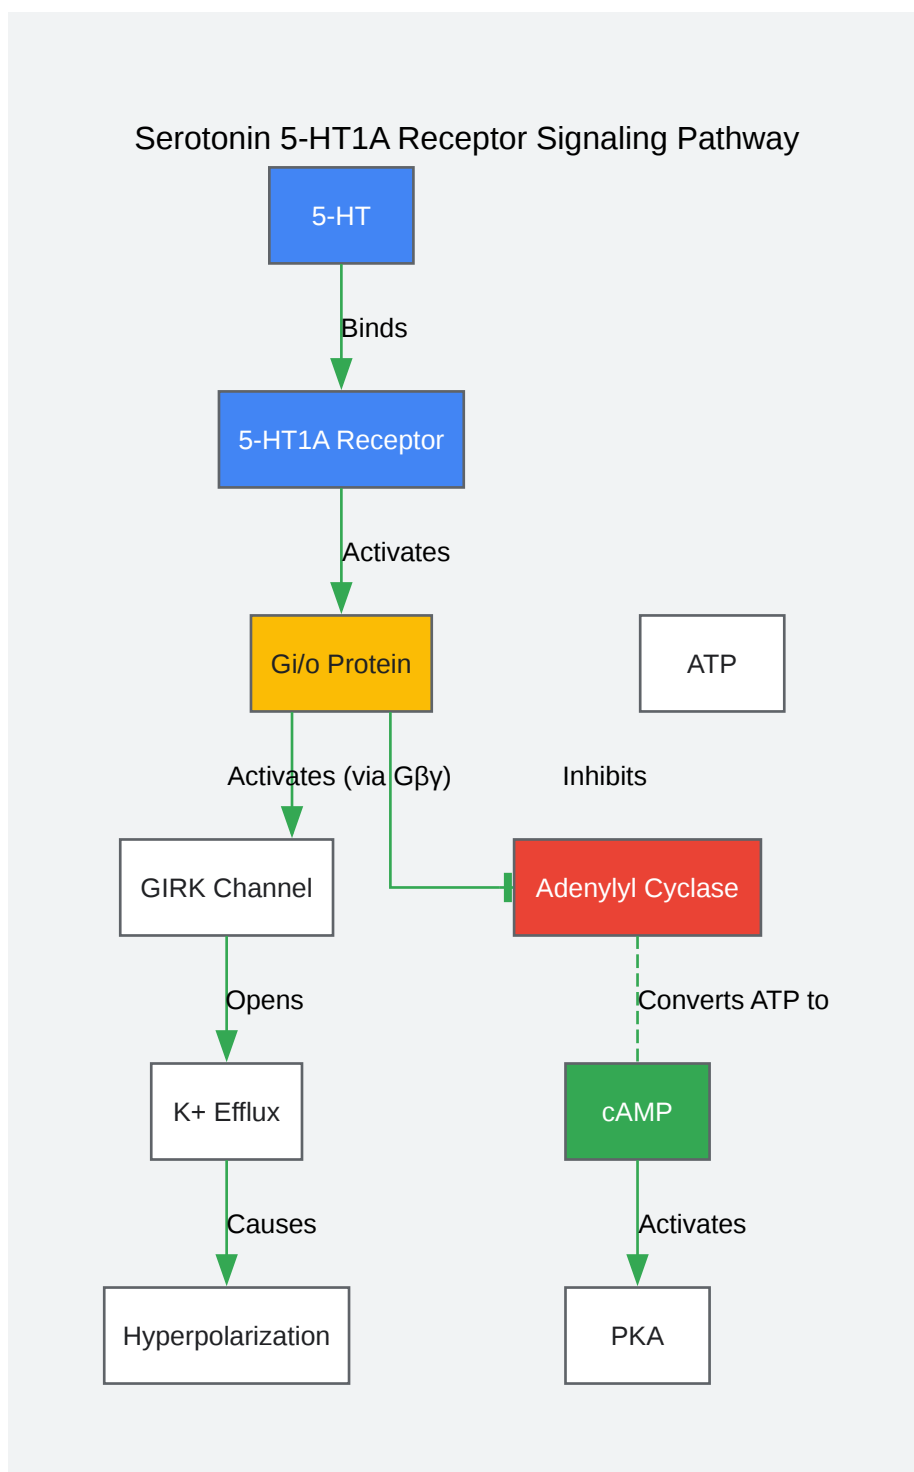 Serotonin 5-HT1A Receptor Signaling Pathway
5-HT
Binds
5-HT1A Receptor
Activates
Gi/o Protein
ATP
Activates (via Gβγ)
Inhibits
GIRK Channel
Adenylyl Cyclase
Opens
Converts ATP to
K+ Efflux
cAMP
Causes
Activates
Hyperpolarization
PKA